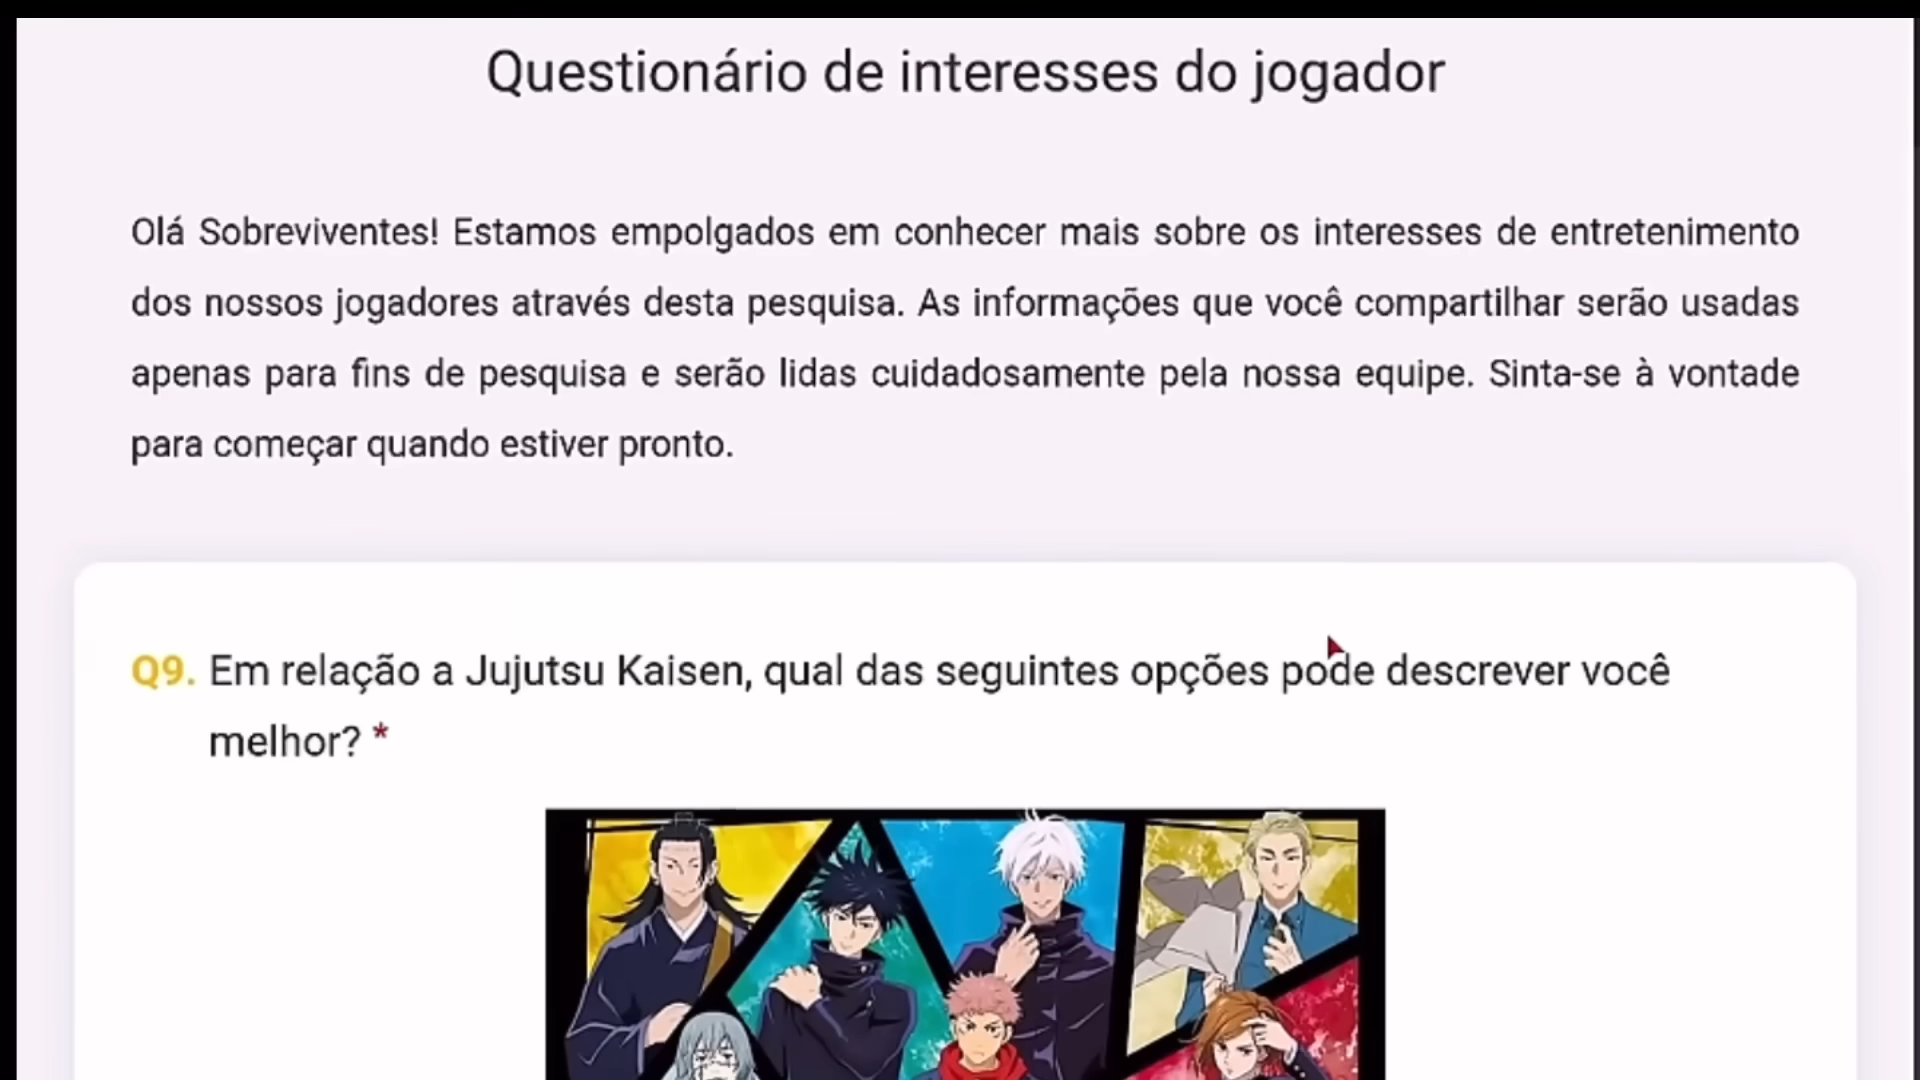 Questionário de interesses do jogador
Olá Sobreviventes! Estamos empolgados em conhecer mais sobre os interesses de entretenimento
dos nossos jogadores através desta pesquisa. As informações que você compartilhar serão usadas
apenas para fins de pesquisa e serão lidas cuidadosamente pela nossa equipe. Sinta-se à vontade
para começar quando estiver pronto.
Q9. Em relação a Jujutsu Kaisen, qual das seguintes opções pode descrever você
melhor? *